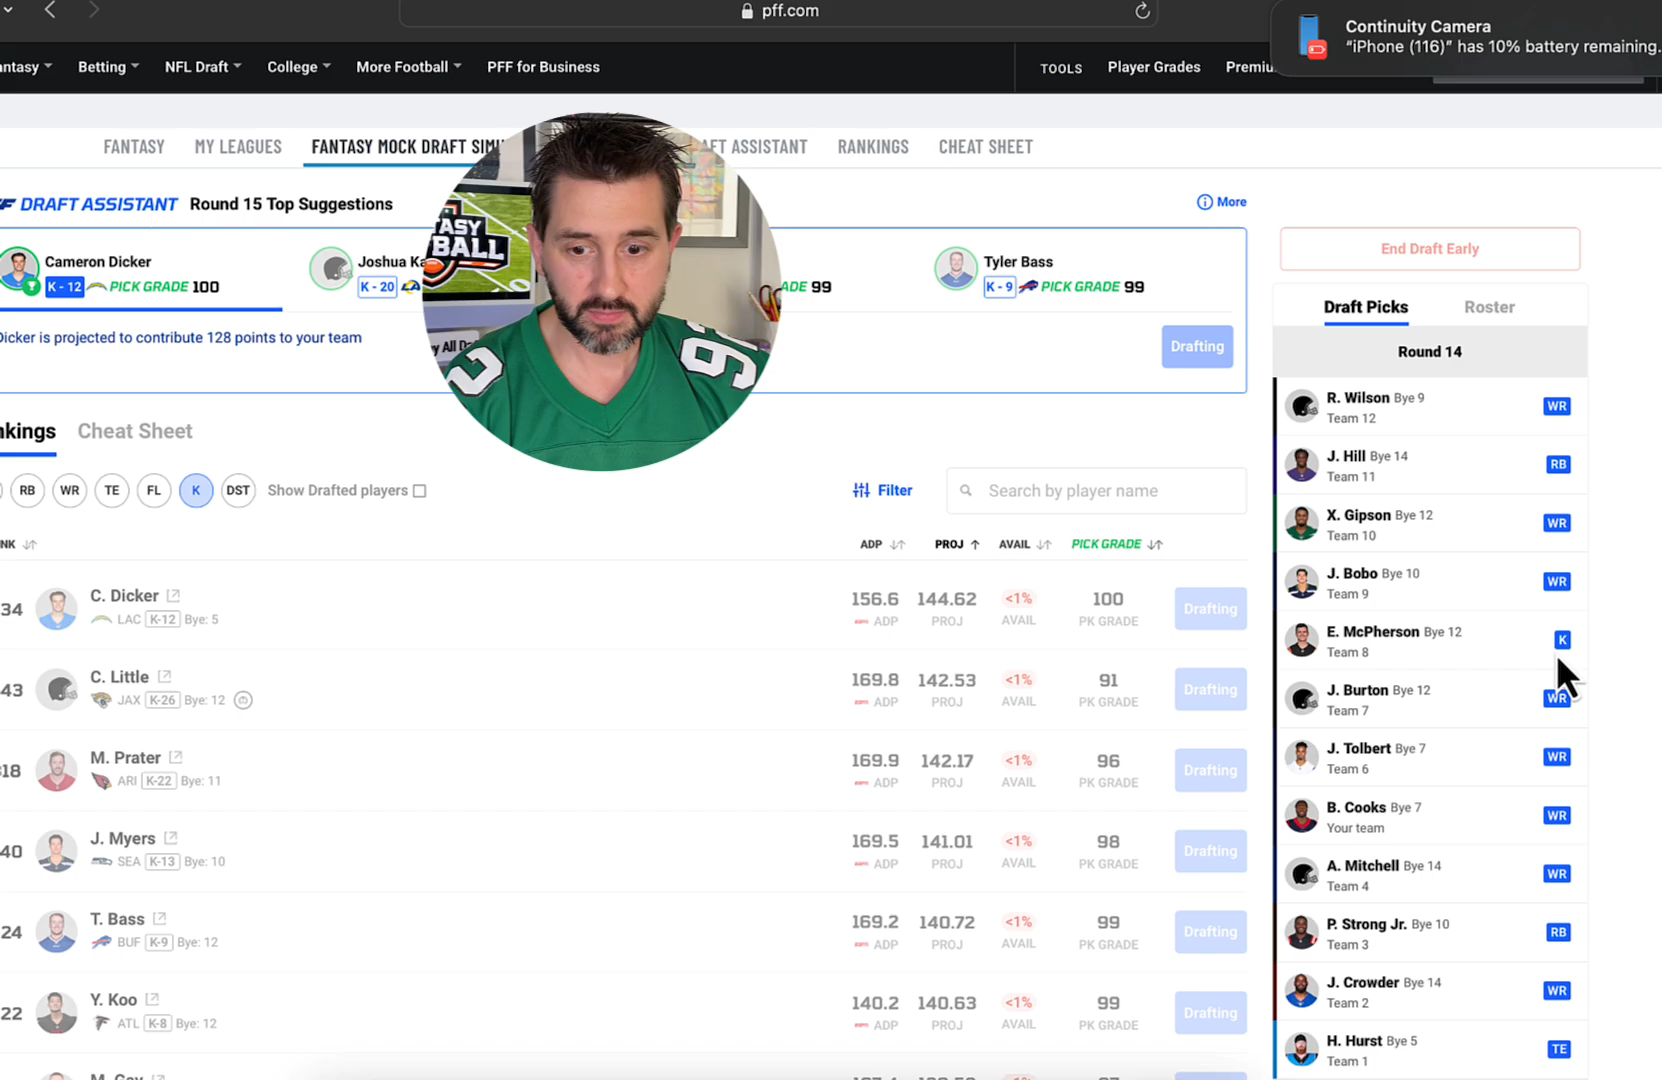 pff.com
Continuity Camera
“iPhone (116)” has 10% battery remaining.
ntasy
Betting
NFL Draft
College
More Football
PFF for Business
TOOLS
Player Grades
Premiu
FANTASY
MY LEAGUES
FANTASY MOCK DRAFT SIMU
AFT ASSISTANT
RANKINGS
CHEAT SHEET
DRAFT ASSISTANT
Round 15 Top Suggestions
More
Cameron Dicker
K - 12 PICK GRADE 100
Joshua Ka
K - 20
ADE 99
Tyler Bass
K - 9 PICK GRADE 99
Dicker is projected to contribute 128 points to your team
Drafting
ASY
BALL
y All Da
92
End Draft Early
Draft Picks
Roster
Round 14
nkings
Cheat Sheet
RB
WR
TE
FL
K
DST
Show Drafted players
Filter
Search by player name
NK
ADP
PROJ
AVAIL
PICK GRADE
34
C. Dicker
LAC K-12 Bye: 5
156.6 144.62 <1% 100
ADP PROJ AVAIL PK GRADE
Drafting
43
C. Little
JAX K-26 Bye: 12
169.8 142.53 <1% 91
ADP PROJ AVAIL PK GRADE
Drafting
18
M. Prater
ARI K-22 Bye: 11
169.9 142.17 <1% 96
ADP PROJ AVAIL PK GRADE
Drafting
40
J. Myers
SEA K-13 Bye: 10
169.5 141.01 <1% 98
ADP PROJ AVAIL PK GRADE
Drafting
24
T. Bass
BUF K-9 Bye: 12
169.2 140.72 <1% 99
ADP PROJ AVAIL PK GRADE
Drafting
22
Y. Koo
ATL K-8 Bye: 12
140.2 140.63 <1% 99
ADP PROJ AVAIL PK GRADE
Drafting
R. Wilson Bye 9
Team 12
WR
J. Hill Bye 14
Team 11
RB
X. Gipson Bye 12
Team 10
WR
J. Bobo Bye 10
Team 9
WR
E. McPherson Bye 12
Team 8
K
J. Burton Bye 12
Team 7
WR
J. Tolbert Bye 7
Team 6
WR
B. Cooks Bye 7
Your team
WR
A. Mitchell Bye 14
Team 4
WR
P. Strong Jr. Bye 10
Team 3
RB
J. Crowder Bye 14
Team 2
WR
H. Hurst Bye 5
Team 1
TE